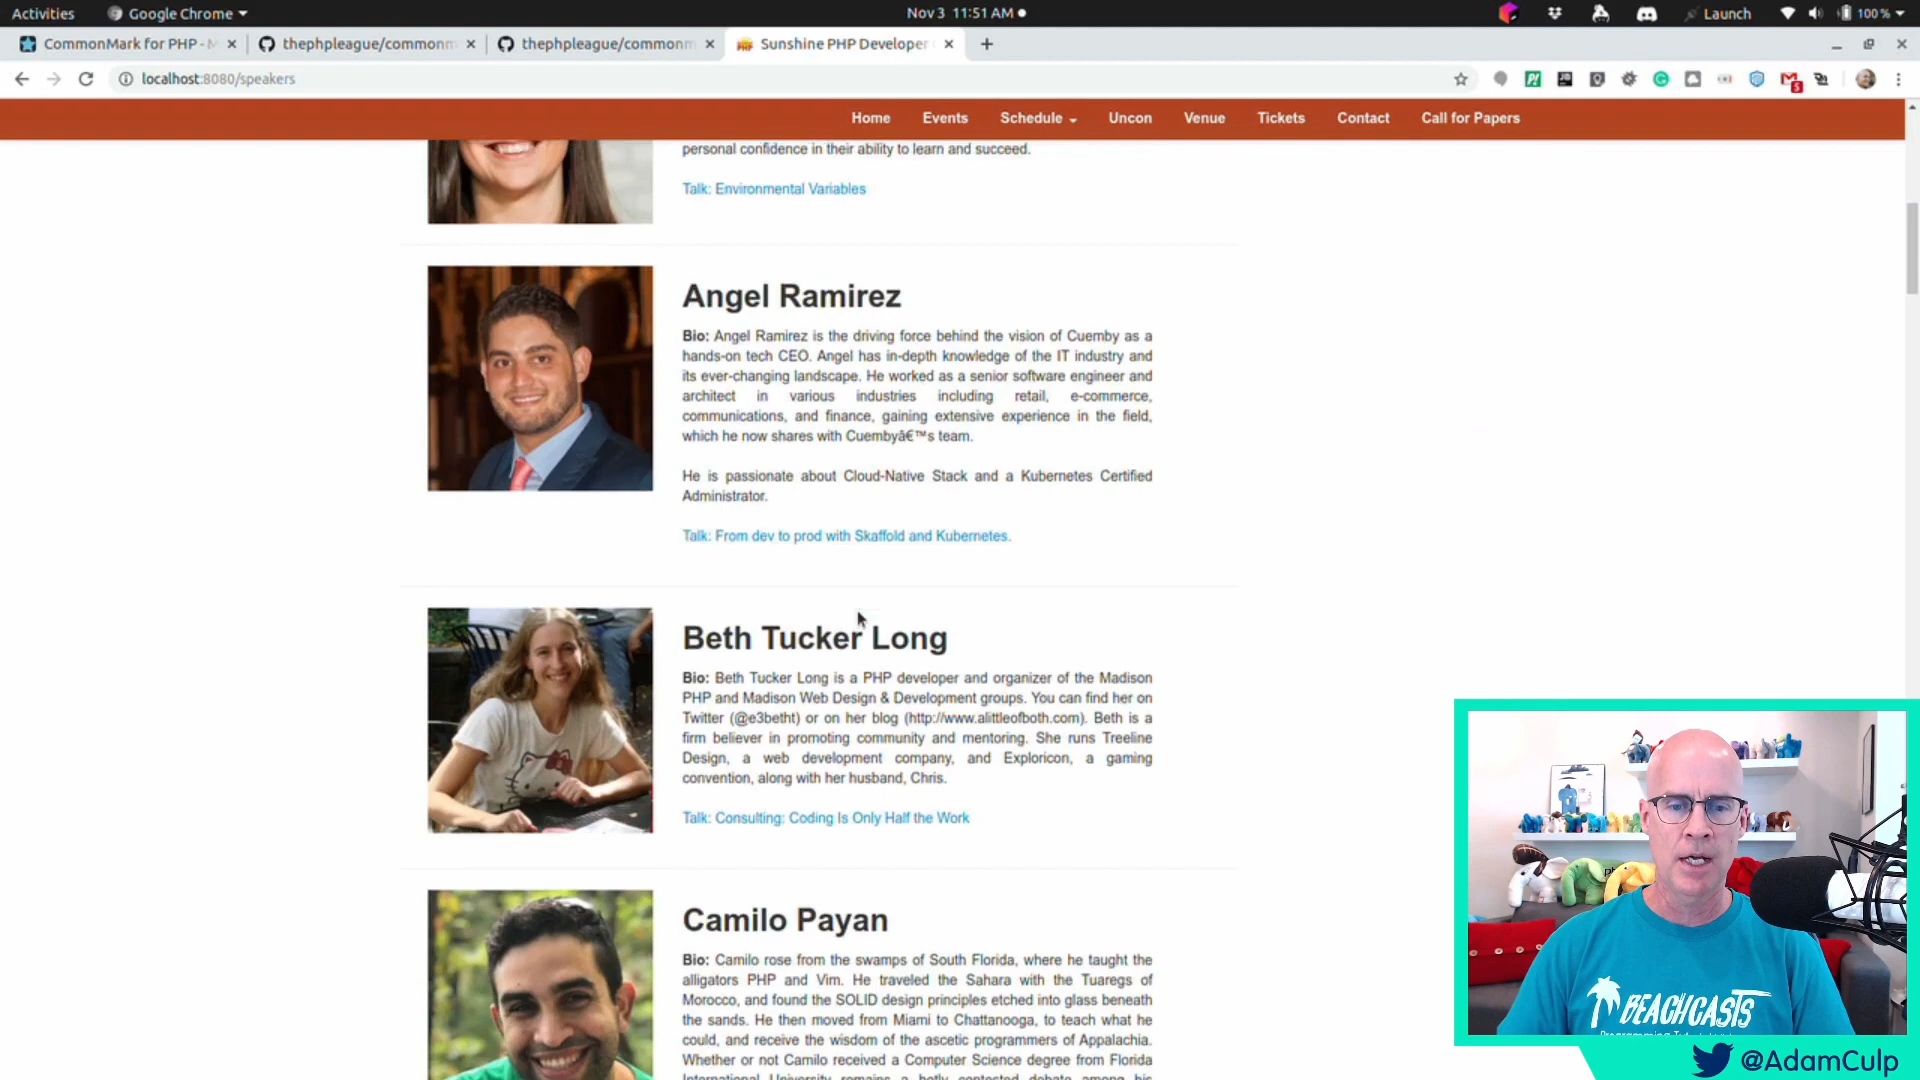 Activities
Google Chrome
Nov 3 11:51 AM
Launch
100 %
CommonMark for PHP - M
thephpleague/commonm
thephpleague/commonm
Sunshine PHP Developer
localhost:8080/speakers
Home
Events
Schedule
Uncon
Venue
Tickets
Contact
Call for Papers
personal confidence in their ability to learn and succeed.
Talk: Environmental Variables
Angel Ramirez
Bio: Angel Ramirez is the driving force behind the vision of Cuemby as a
hands-on tech CEO. Angel has in-depth knowledge of the IT industry and
its ever-changing landscape. He worked as a senior software engineer and
architect in various industries including retail, e-commerce,
communications, and finance, gaining extensive experience in the field,
which he now shares with Cuembyâ€™s team.
He is passionate about Cloud-Native Stack and a Kubernetes Certified
Administrator.
Talk: From dev to prod with Skaffold and Kubernetes.
Beth Tucker Long
Bio: Beth Tucker Long is a PHP developer and organizer of the Madison
PHP and Madison Web Design & Development groups. You can find her on
Twitter (@e3betht) or on her blog (http://www.alittleofboth.com). Beth is a
firm believer in promoting community and mentoring. She runs Treeline
Design, a web development company, and Exploricon, a gaming
convention, along with her husband, Chris.
Talk: Consulting: Coding Is Only Half the Work
Camilo Payan
Bio: Camilo rose from the swamps of South Florida, where he taught the
alligators PHP and Vim. He traveled the Sahara with the Tuaregs of
Morocco, and found the SOLID design principles etched into glass beneath
the sands. He then moved from Miami to Chattanooga, to teach what he
could, and receive the wisdom of the ascetic programmers of Appalachia.
Whether or not Camilo received a Computer Science degree from Florida
International University remains a hotly contested debate among his
BEACHCASTS
@AdamCulp